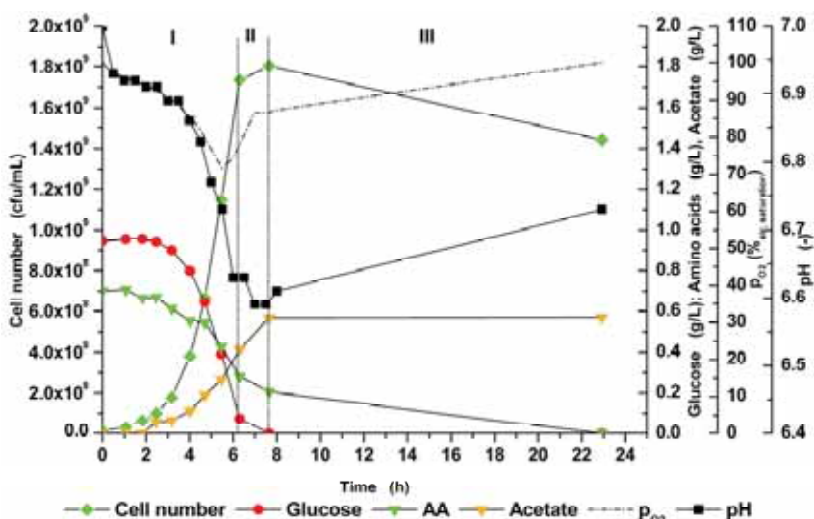 I II III
2.0x10⁹
1.8x10⁹
1.6x10⁹
1.4x10⁹
1.2x10⁹
1.0x10⁹
8.0x10⁸
6.0x10⁸
4.0x10⁸
2.0x10⁸
0.0
Cell number (cfu/mL)
0 2 4 6 8 10 12 14 16 18 20 22 24
Time (h)
2.0
1.8
1.6
1.4
1.2
1.0
0.8
0.6
0.4
0.2
0.0
Glucose (g/L); Amino acids (g/L), Acetate (g/L)
110
100
90
80
70
60
50
40
30
20
10
0
pO2 (% saturation)
7.0
6.9
6.8
6.7
6.6
6.5
6.4
pH (-)
Cell number Glucose AA Acetate pO2 pH